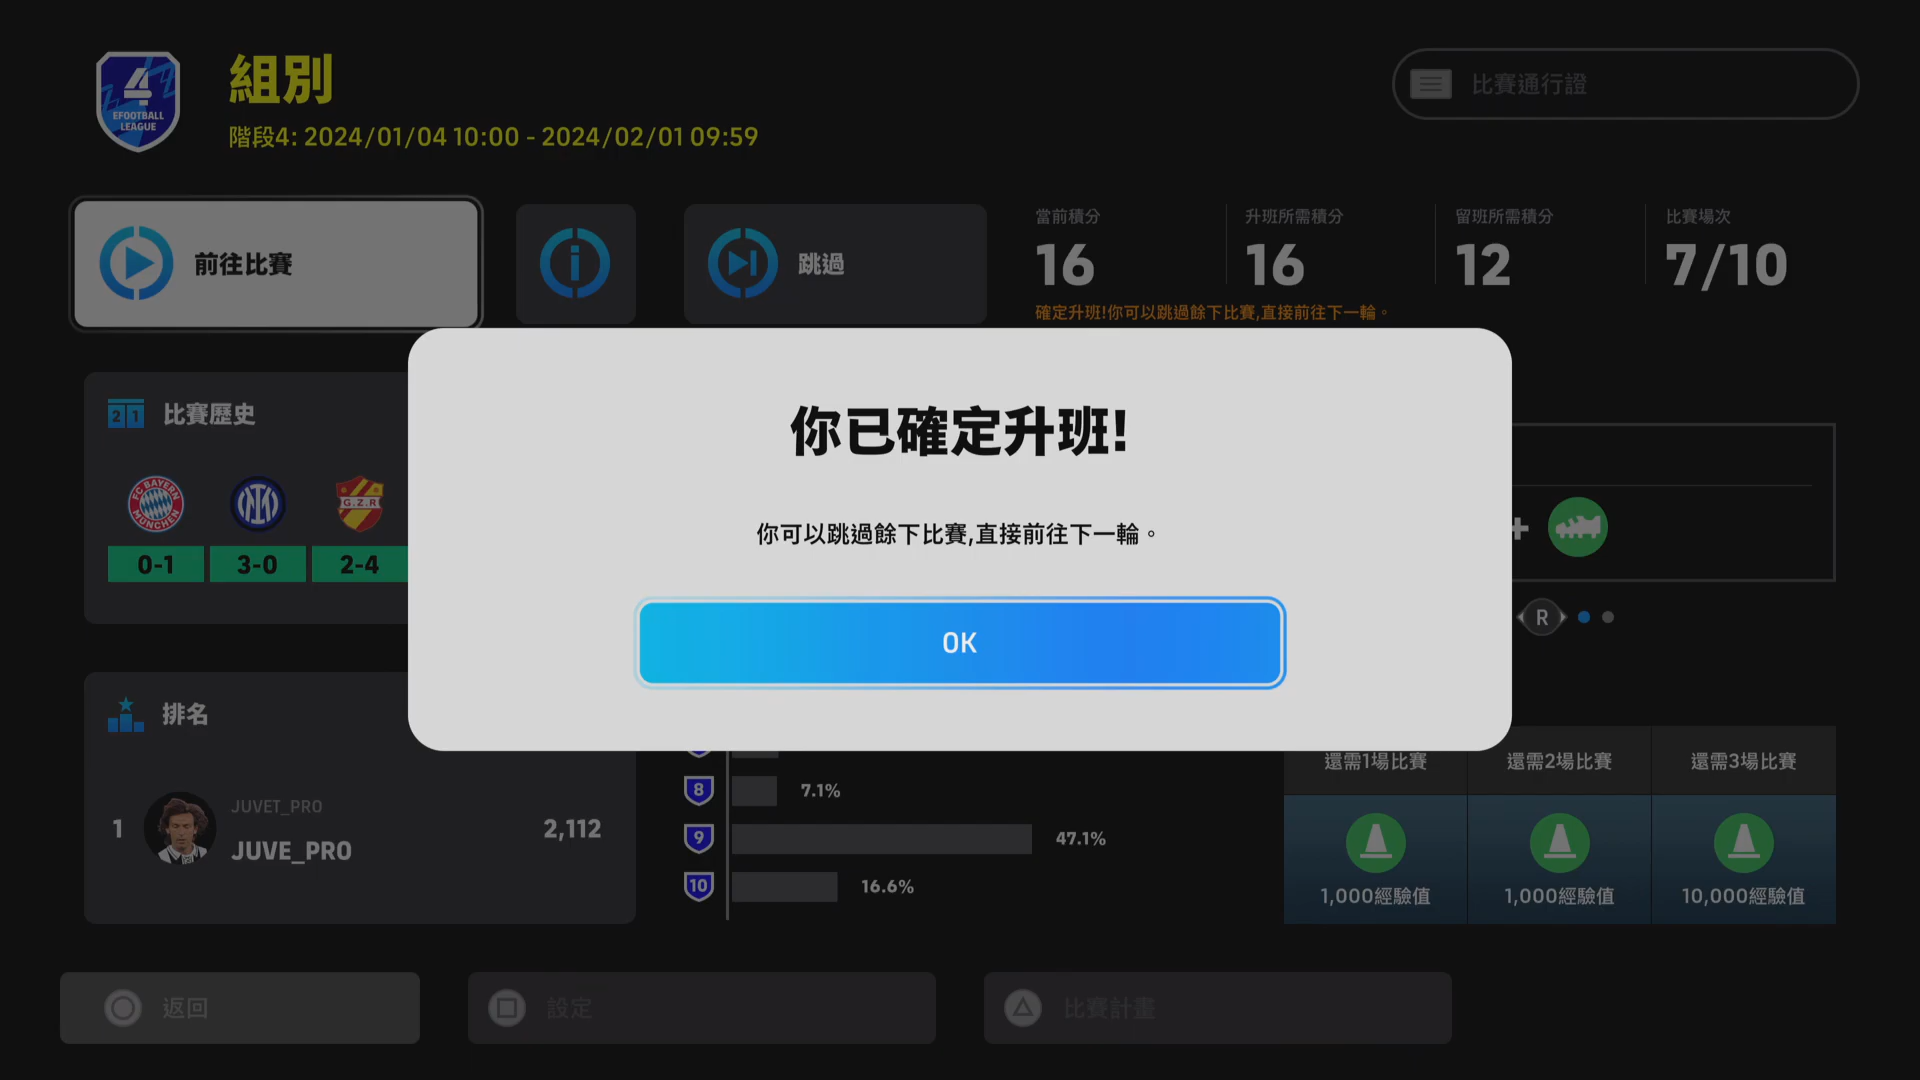 4
EFOOTBALL
LEAGUE
組別
階段4: 2024/01/04 10:00 - 2024/02/01 09:59
比賽通行證
前往比賽
跳過
當前積分
16
升班所需積分
16
留班所需積分
12
比賽場次
7/10
確定升班!你可以跳過餘下比賽,直接前往下一輪。
你已確定升班!
你可以跳過餘下比賽,直接前往下一輪。
OK
2 1 比賽歷史
FC BAYERN
MÜNCHEN
G.Z.R
0-1
3-0
2-4
+
R
排名
1
JUVET_PRO
JUVE_PRO
2,112
8 7.1%
9 47.1%
10 16.6%
還需1場比賽
還需2場比賽
還需3場比賽
1,000經驗值
1,000經驗值
10,000經驗值
返回
設定
比賽計畫